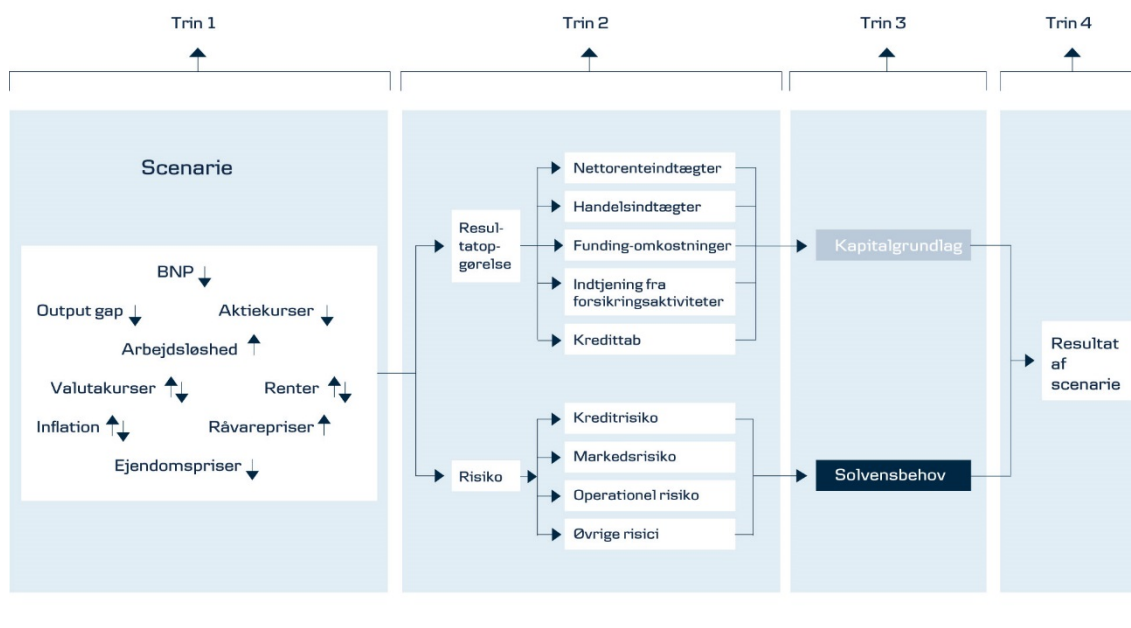 Trin 1
Trin 2
Trin 3
Trin 4
Scenarie
BNP
Output gap
Aktiekurser
Arbejdsløshed
Valutakurser
Renter
Inflation
Råvarepriser
Ejendomspriser
Resul-
tatop-
gørelse
Nettorenteindtægter
Handelsindtægter
Funding-omkostninger
Indtjening fra
forsikringsaktiviteter
Kredittab
Risiko
Kreditrisiko
Markedsrisiko
Operationel risiko
Øvrige risici
Kapitalgrundlag
Solvensbehov
Resultat
af
scenarie